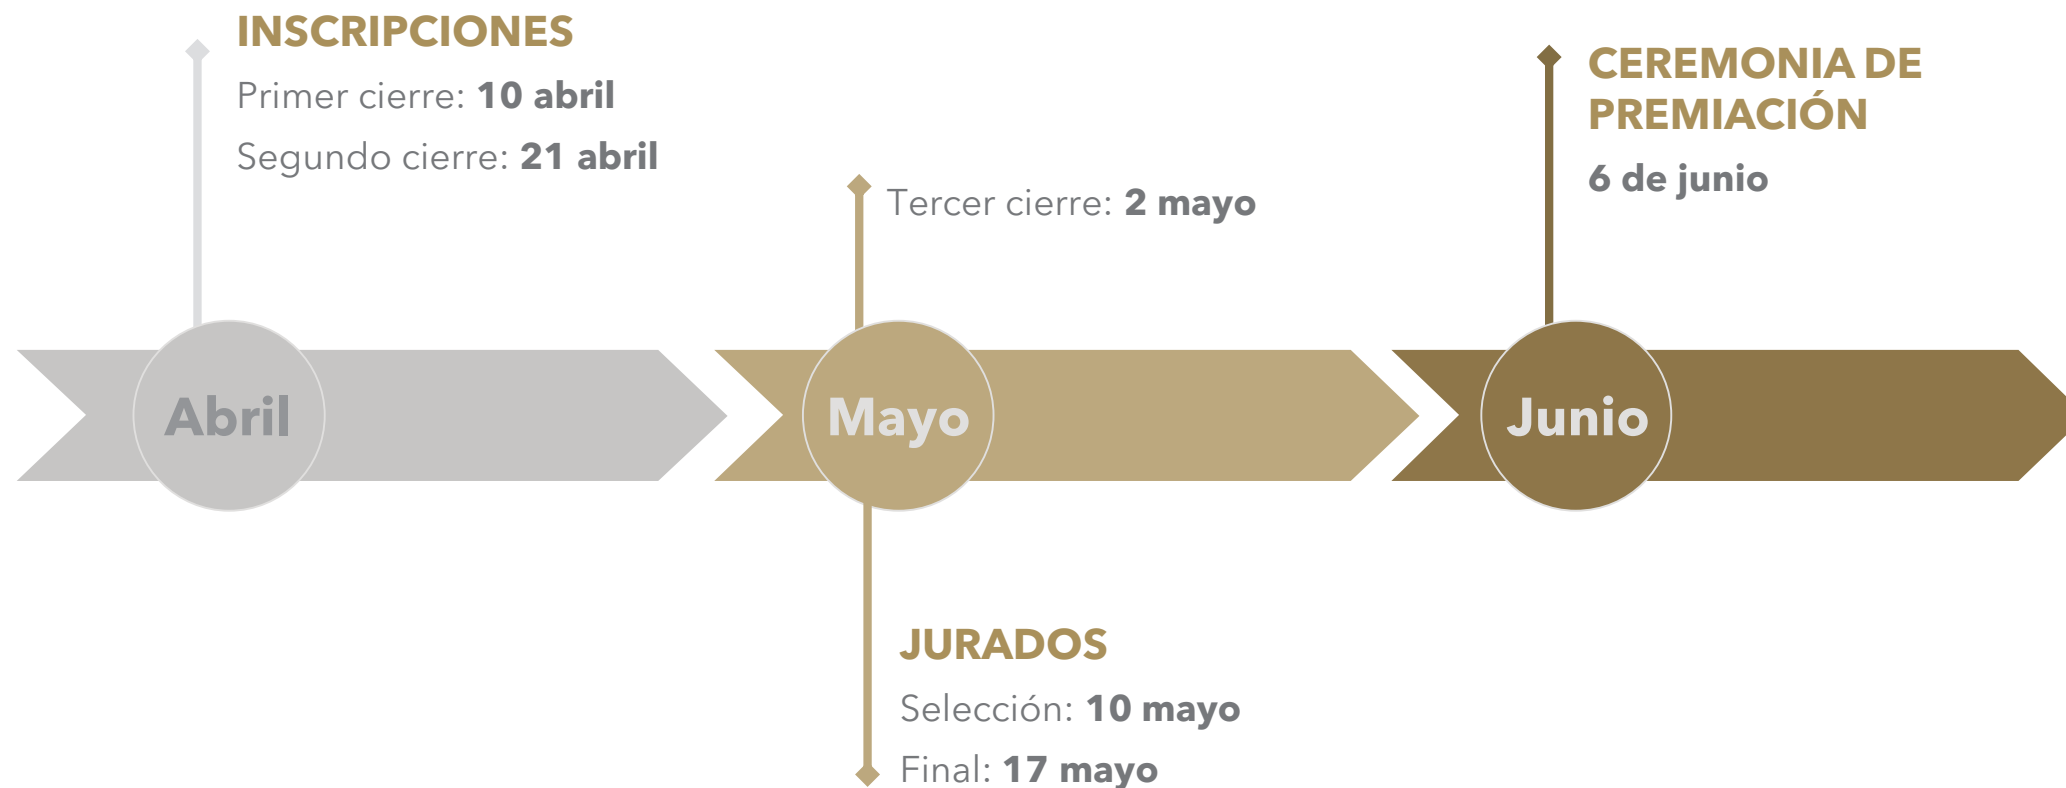 INSCRIPCIONES
Primer cierre: 10 abril
Segundo cierre: 21 abril
Tercer cierre: 2 mayo
CEREMONIA DE
PREMIACIÓN
6 de junio
Abril
Mayo
Junio
JURADOS
Selección: 10 mayo
Final: 17 mayo